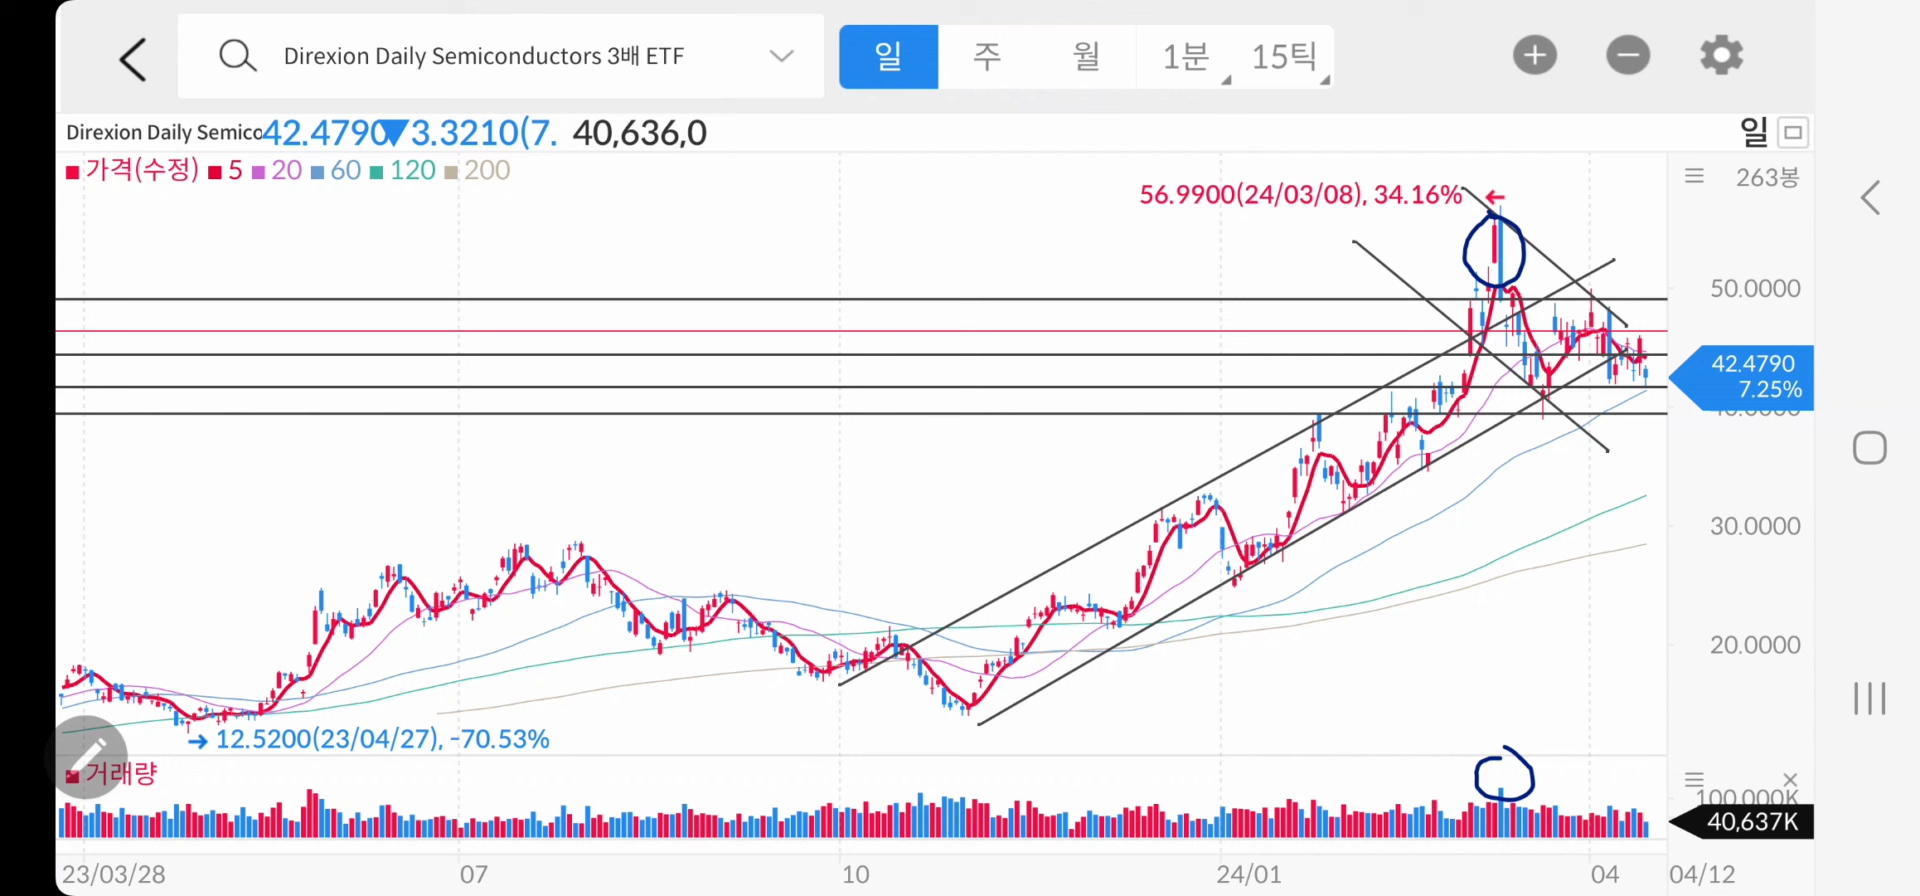 Direxion Daily Semiconductors 3배 ETF
일 주 월 1분 15틱
Direxion Daily Semico 42.4790 ▼3.3210(7. 40,636,0 일
가격(수정) 5 20 60 120 200 263봉
56.9900(24/03/08), 34.16%
50.0000
42.4790
7.25%
40.0000
30.0000
20.0000
12.5200(23/04/27), -70.53%
거래량
100,000K
40,637K
23/03/28 07 10 24/01 04 04/12